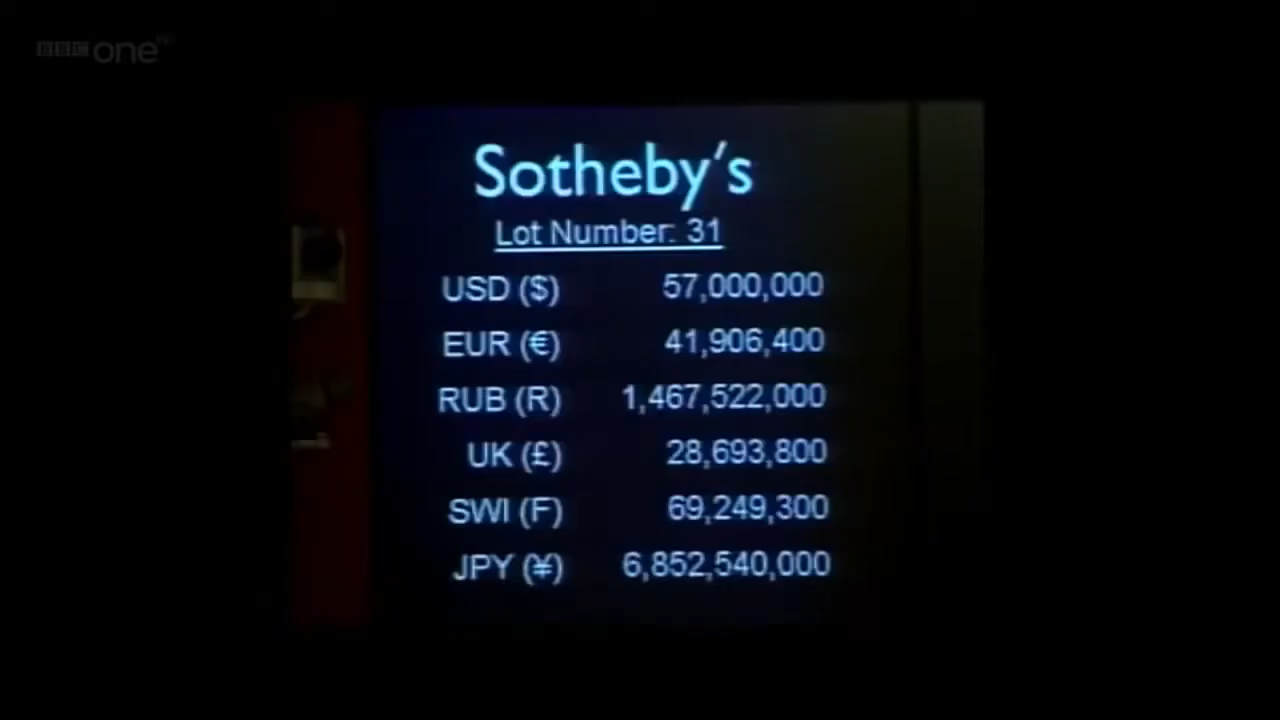 BBC one
Sotheby's
Lot Number: 31
USD ($) 57,000,000
EUR (€) 41,906,400
RUB (R) 1,467,522,000
UK (£) 28,693,800
SWI (F) 69,249,300
JPY (¥) 6,852,540,000